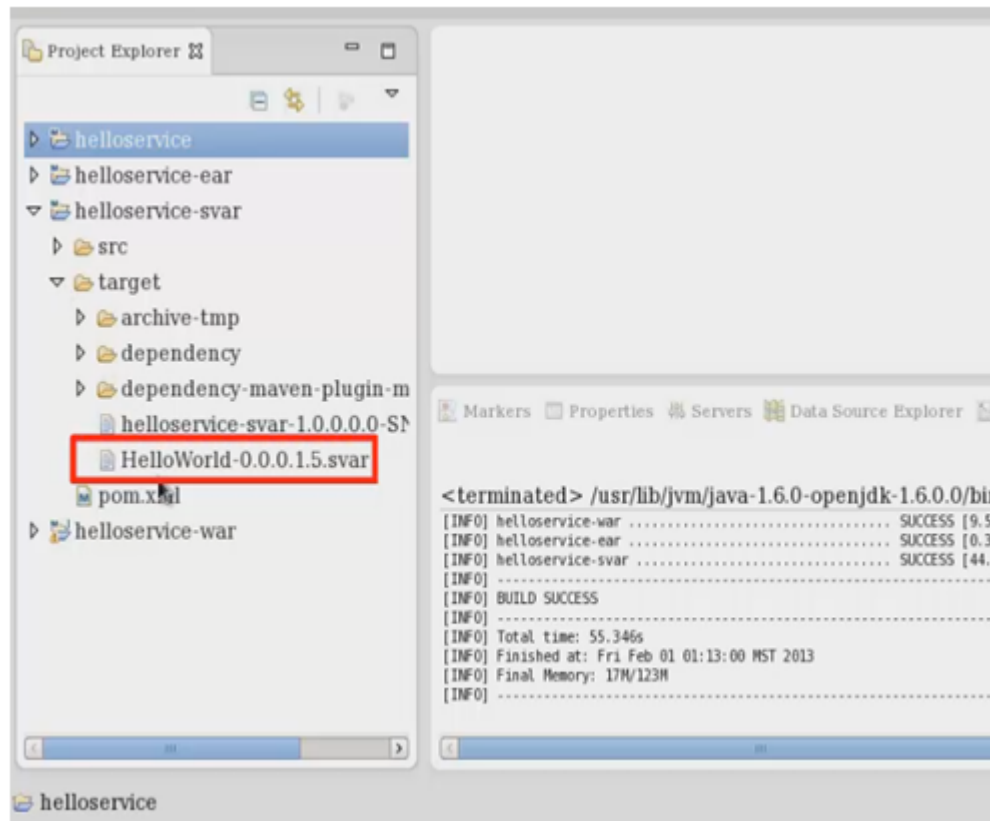 Project Explorer
helloservice
helloservice-ear
helloservice-svar
src
target
archive-tmp
dependency
dependency-maven-plugin-m
helloservice-svar-1.0.0.0-SN
HelloWorld-0.0.0.1.5.svar
pom.xml
helloservice-war
Markers Properties Servers Data Source Explorer
<terminated> /usr/lib/jvm/java-1.6.0-openjdk-1.6.0.0/bin
[INFO] helloservice-war ................................. SUCCESS [9.5
[INFO] helloservice-ear ................................. SUCCESS [0.3
[INFO] helloservice-svar ................................ SUCCESS [44.
[INFO] ------------------------------------------------------------------------
[INFO] BUILD SUCCESS
[INFO] ------------------------------------------------------------------------
[INFO] Total time: 55.346s
[INFO] Finished at: Fri Feb 01 01:13:00 MST 2013
[INFO] Final Memory: 17M/123M
[INFO] ------------------------------------------------------------------------
helloservice